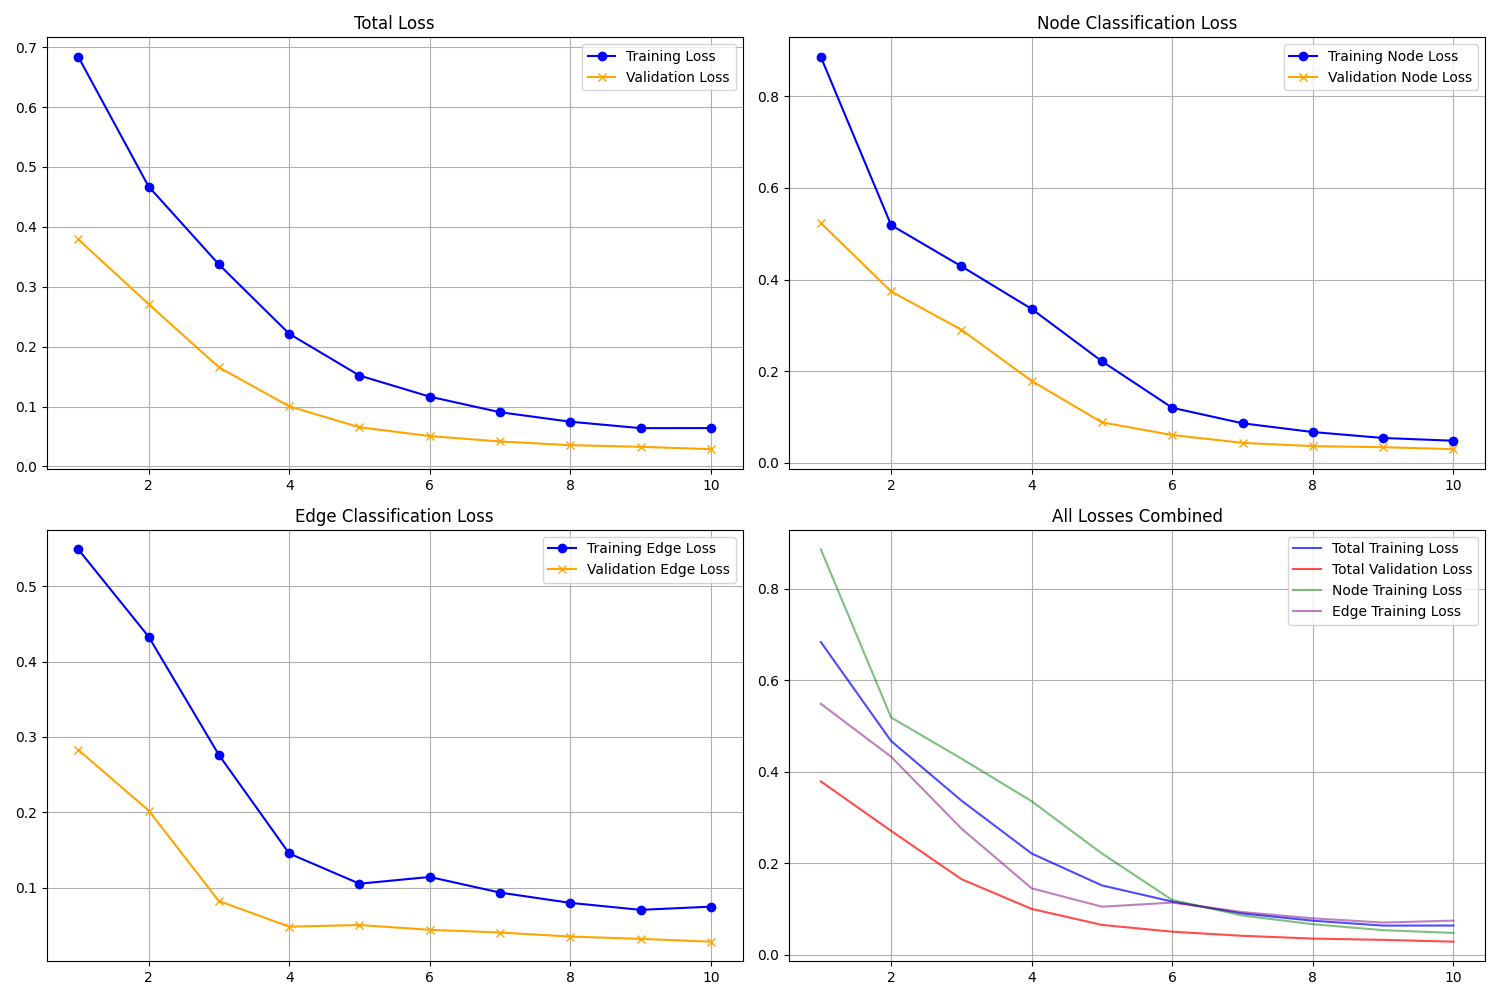 Total Loss
0.7
0.6
0.5
0.4
0.3
0.2
0.1
0.0
2 4 6 8 10
Training Loss
Validation Loss
Node Classification Loss
0.8
0.6
0.4
0.2
0.0
2 4 6 8 10
Training Node Loss
Validation Node Loss
Edge Classification Loss
0.5
0.4
0.3
0.2
0.1
2 4 6 8 10
Training Edge Loss
Validation Edge Loss
All Losses Combined
0.8
0.6
0.4
0.2
0.0
2 4 6 8 10
Total Training Loss
Total Validation Loss
Node Training Loss
Edge Training Loss